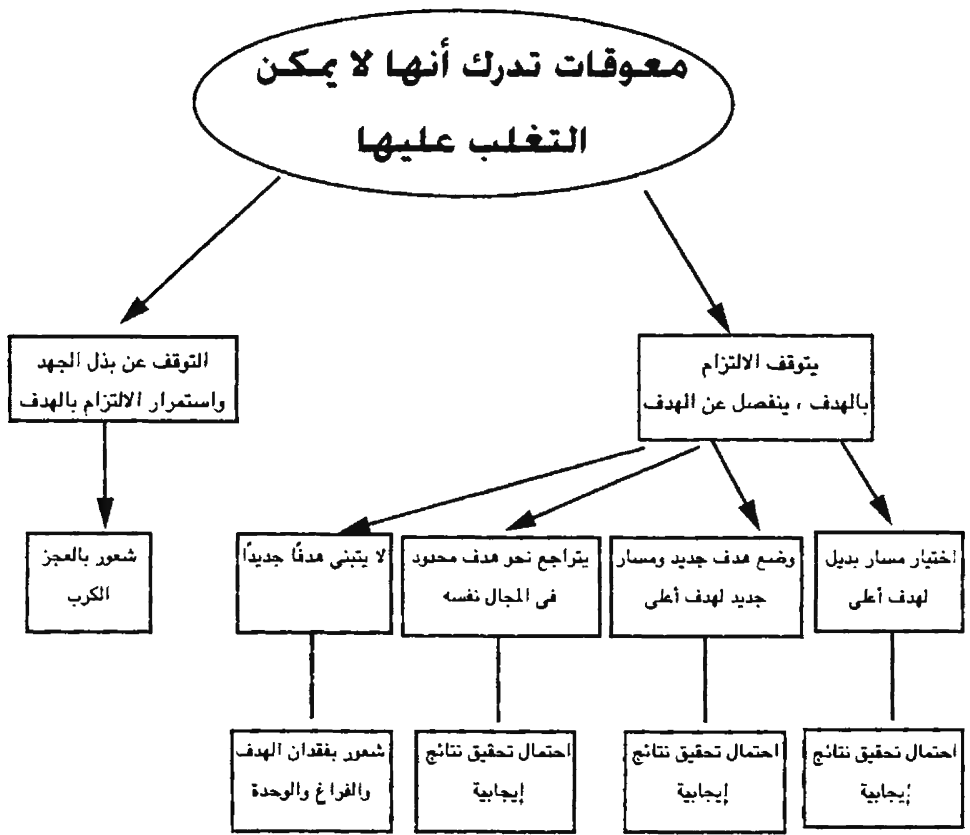 معوقات تدرك أنها لا يمكن
التغلب عليها
يتوقف الالتزام
بالهدف ، ينفصل عن الهدف
التوقف عن بذل الجهد
واستمرار الالتزام بالهدف
اختيار مسار بديل
لهدف أعلى
وضع هدف جديد ومسار
جديد لهدف أعلى
يتراجع نحر هدف محدود
فى المجال نفسه
لا يتبنى هدفًا جديدًا
شعور بالعجز
الكرب
احتمال تحقيق نتائج
إيجابية
احتمال تحقيق نتائج
إيجابية
احتمال تحقيق نتائج
إيجابية
شعور بفقدان الهدف
والفراغ والوحدة